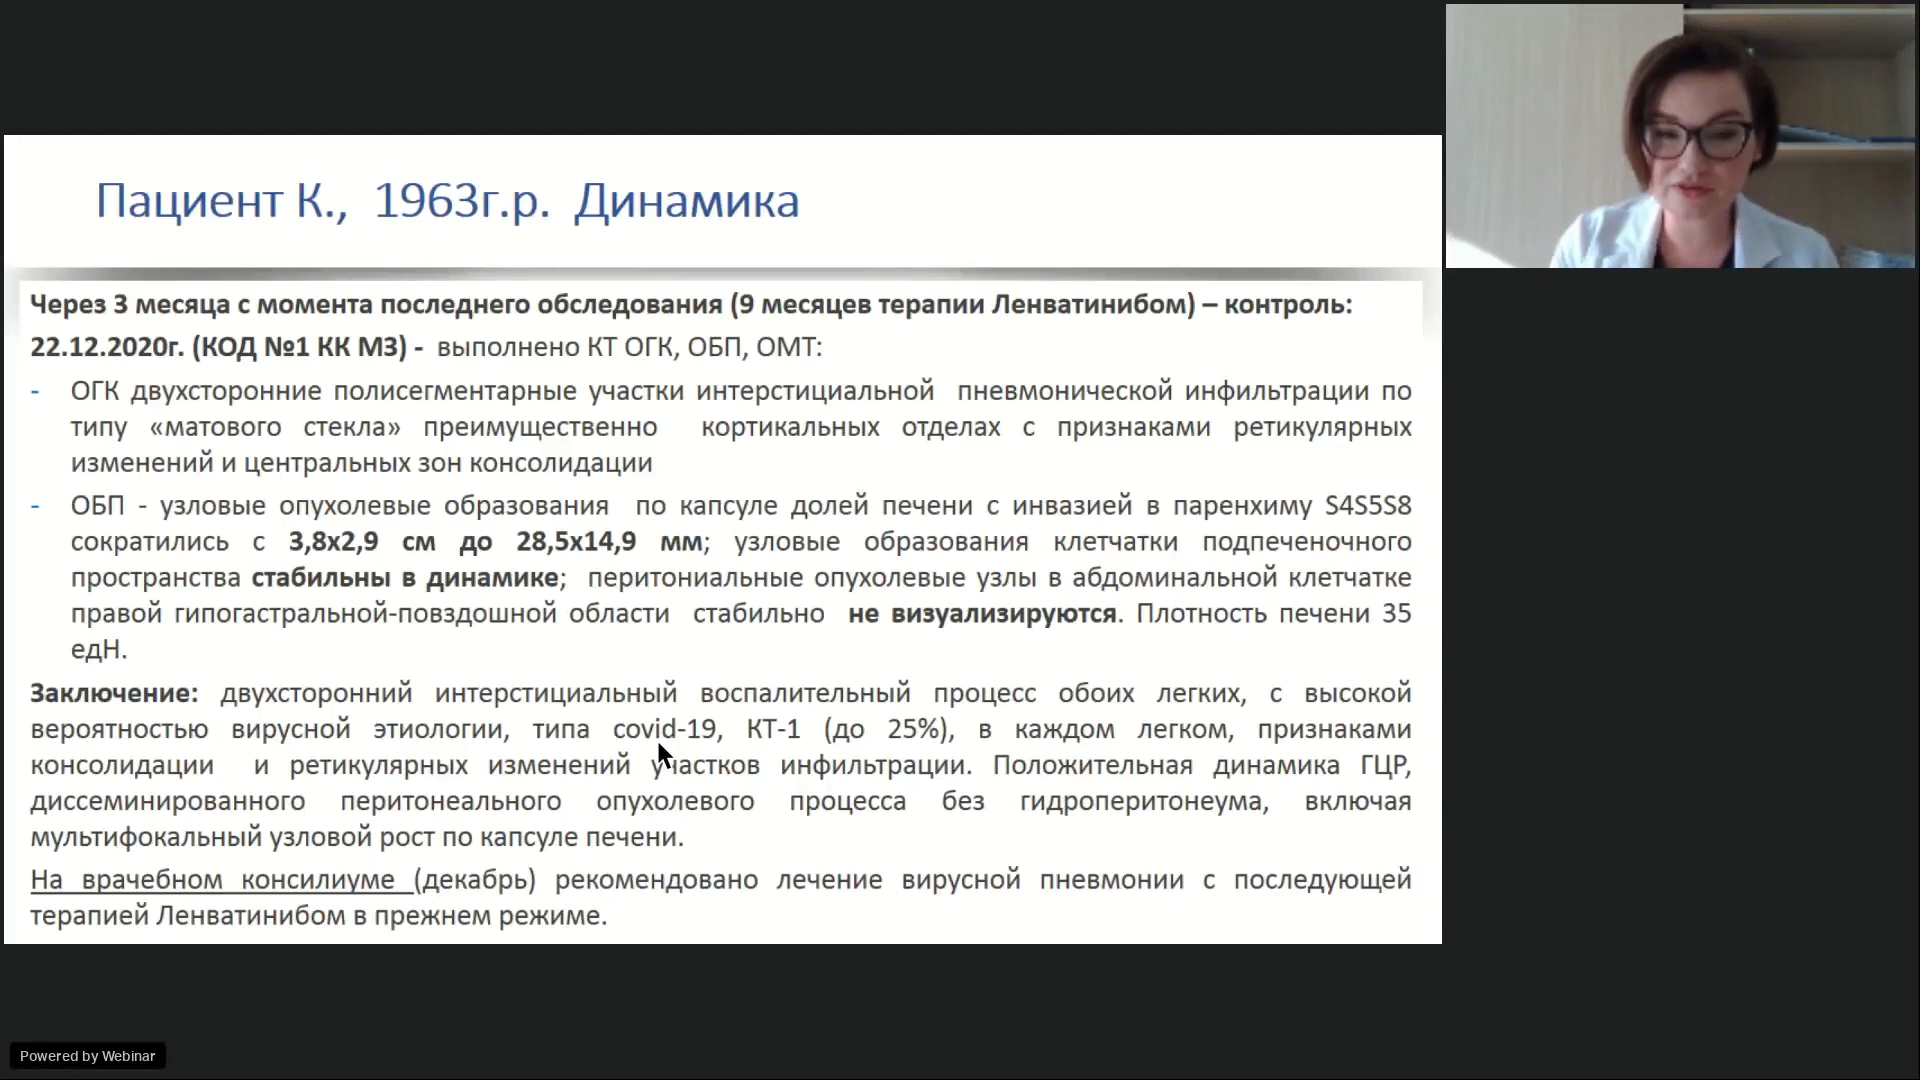 Пациент К., 1963г.р. Динамика
Через 3 месяца с момента последнего обследования (9 месяцев терапии Ленватинибом) – контроль:
22.12.2020г. (КОД №1 КК МЗ) - выполнено КТ ОГК, ОБП, ОМТ:
- ОГК двухсторонние полисегментарные участки интерстициальной пневмонической инфильтрации по
типу «матового стекла» преимущественно кортикальных отделах с признаками ретикулярных
изменений и центральных зон консолидации
- ОБП - узловые опухолевые образования по капсуле долей печени с инвазией в паренхиму S4S5S8
сократились с 3,8х2,9 см до 28,5х14,9 мм; узловые образования клетчатки подпеченочного
пространства стабильны в динамике; перитониальные опухолевые узлы в абдоминальной клетчатке
правой гипогастральной-повздошной области стабильно не визуализируются. Плотность печени 35
едН.
Заключение: двухсторонний интерстициальный воспалительный процесс обоих легких, с высокой
вероятностью вирусной этиологии, типа covid-19, КТ-1 (до 25%), в каждом легком, признаками
консолидации и ретикулярных изменений участков инфильтрации. Положительная динамика ГЦР,
диссеминированного перитонеального опухолевого процесса без гидроперитонеума, включая
мультифокальный узловой рост по капсуле печени.
На врачебном консилиуме (декабрь) рекомендовано лечение вирусной пневмонии с последующей
терапией Ленватинибом в прежнем режиме.
Powered by Webinar